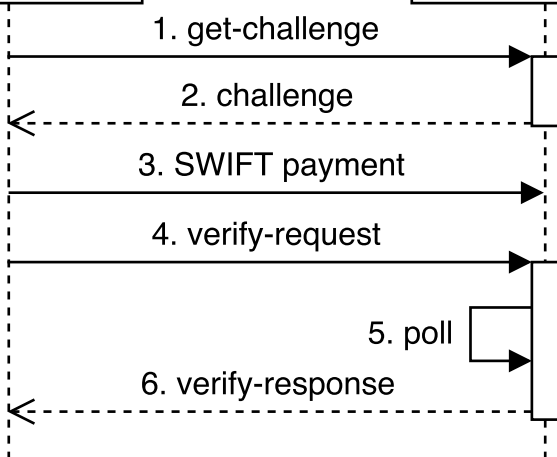 1. get-challenge
2. challenge
3. SWIFT payment
4. verify-request
5. poll
6. verify-response